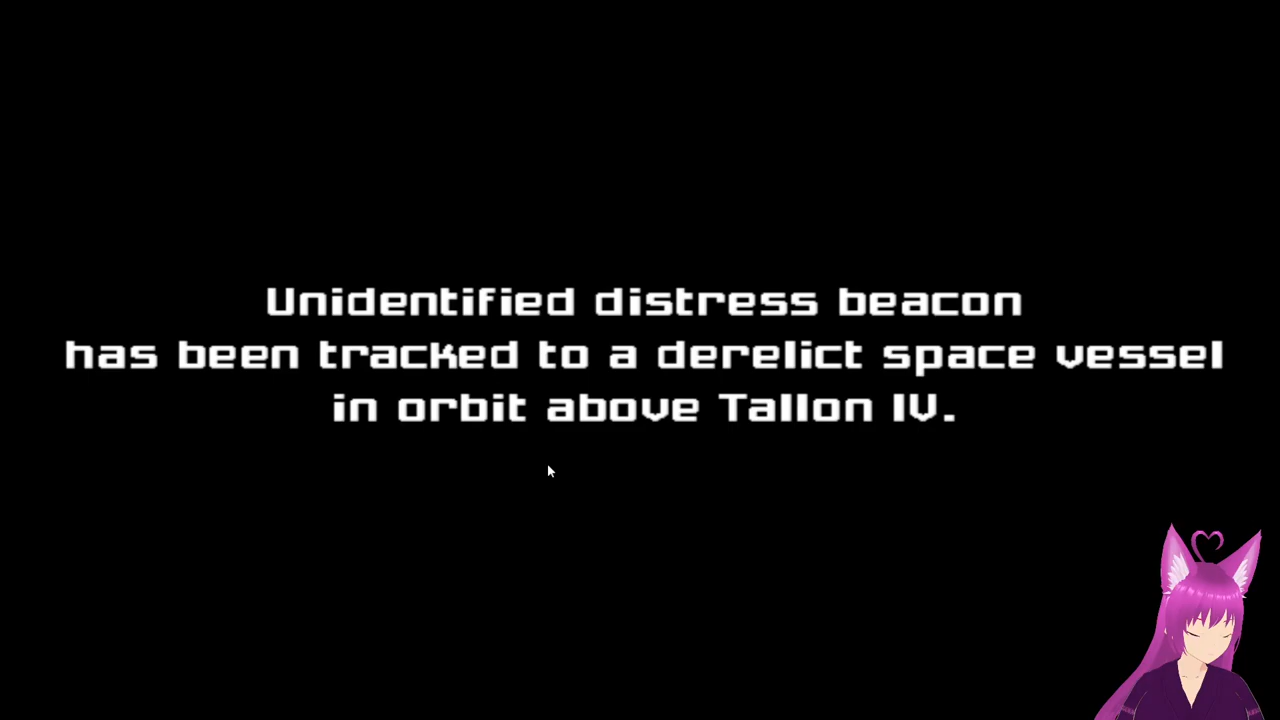 Unidentified distress beacon
has been tracked to a derelict space vessel
in orbit above Tallon IV.